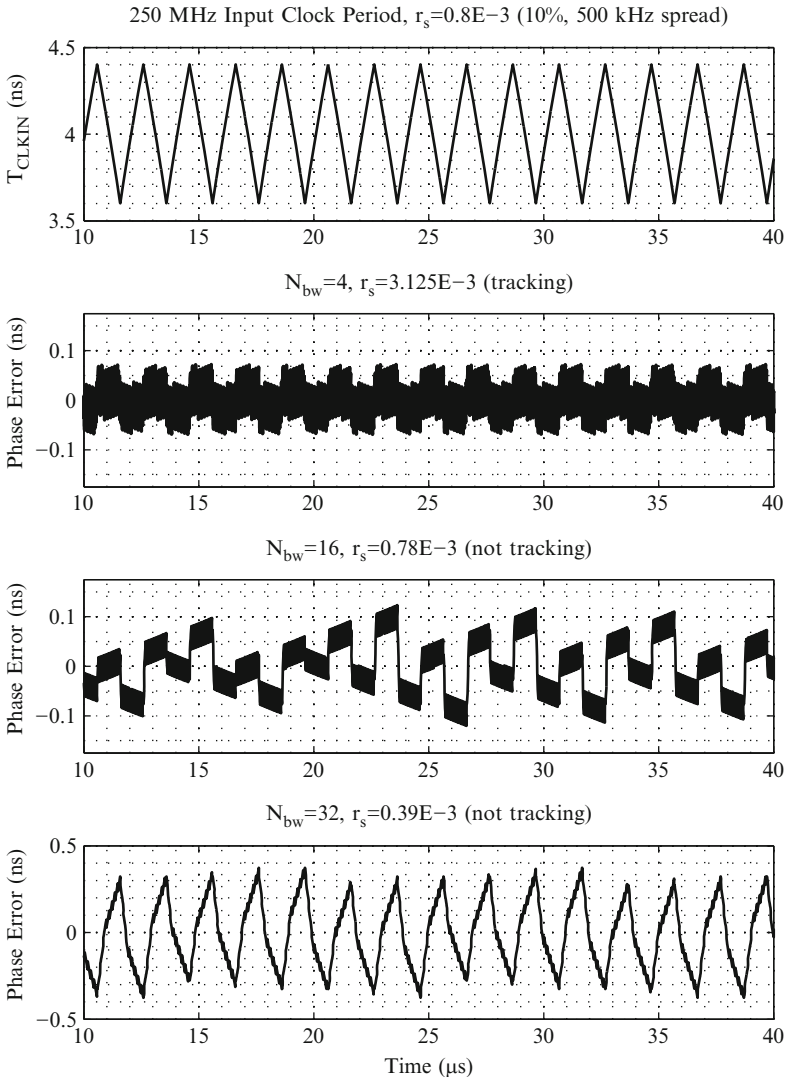 250 MHz Input Clock Period, rₛ=0.8E−3 (10%, 500 kHz spread)
T_CLKIN (ns)
4.5
4
3.5
10 15 20 25 30 35 40
N_bw=4, rₛ=3.125E−3 (tracking)
Phase Error (ns)
0.1
0
−0.1
10 15 20 25 30 35 40
N_bw=16, rₛ=0.78E−3 (not tracking)
Phase Error (ns)
0.1
0
−0.1
10 15 20 25 30 35 40
N_bw=32, rₛ=0.39E−3 (not tracking)
Phase Error (ns)
0.5
0
−0.5
10 15 20 25 30 35 40
Time (μs)